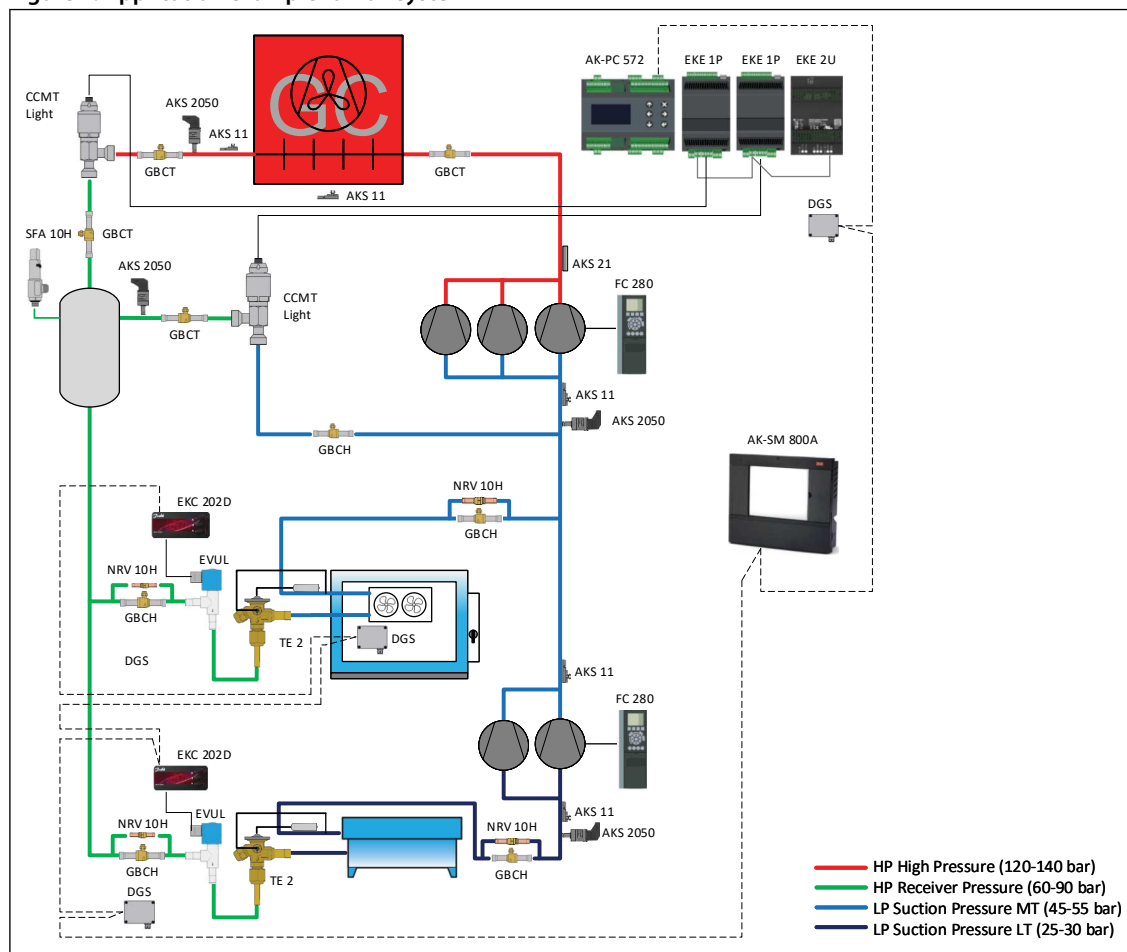 GC
AK-PC 572
EKE 1P
EKE 1P
EKE 2U
CCMT
Light
AKS 2050
AKS 11
GBCT
GBCT
AKS 11
DGS
SFA 10H
GBCT
AKS 2050
AKS 21
CCMT
Light
FC 280
GBCT
AKS 11
AKS 2050
GBCH
AK-SM 800A
NRV 10H
EKC 202D
GBCH
EVUL
NRV 10H
GBCH
TE 2
DGS
DGS
AKS 11
FC 280
EKC 202D
EVUL
AKS 11
NRV 10H
NRV 10H
AKS 2050
GBCH
TE 2
GBCH
DGS
HP High Pressure (120-140 bar)
HP Receiver Pressure (60-90 bar)
LP Suction Pressure MT (45-55 bar)
LP Suction Pressure LT (25-30 bar)